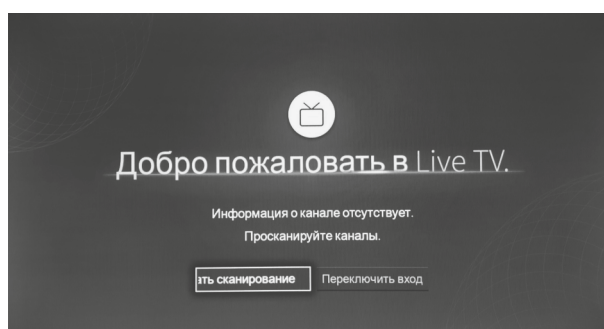 Добро пожаловать в Live TV.
Информация о канале отсутствует.
Просканируйте каналы.
ать сканирование
Переключить вход